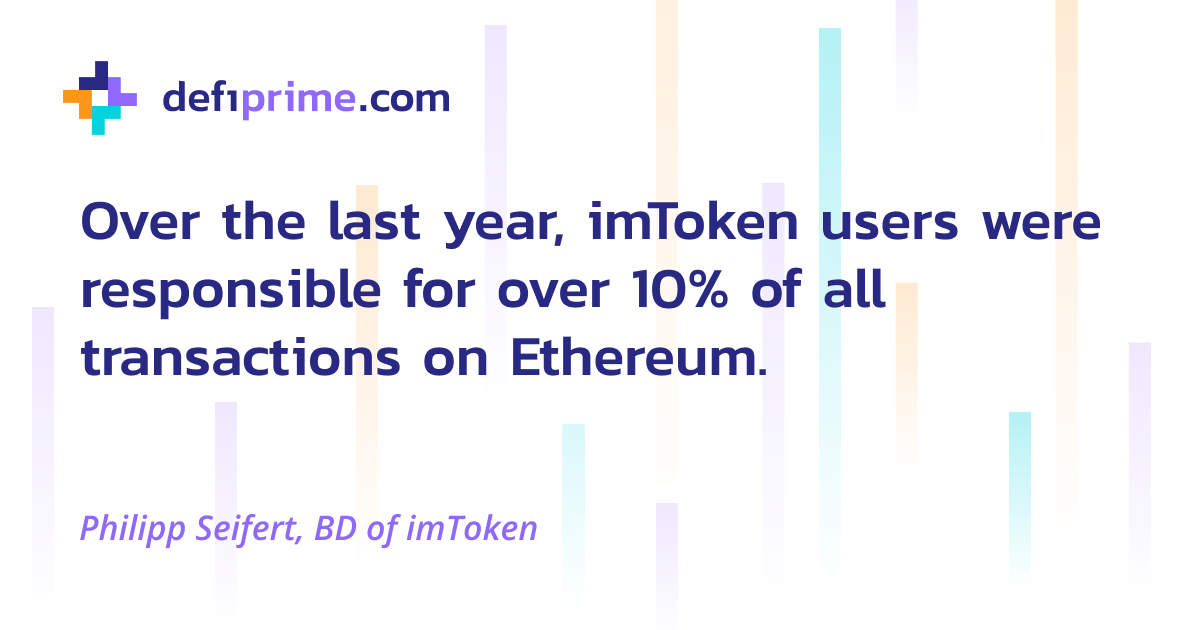 defiprime.com
Over the last year, imToken users were
responsible for over 10% of all
transactions on Ethereum.
Philipp Seifert, BD of imToken